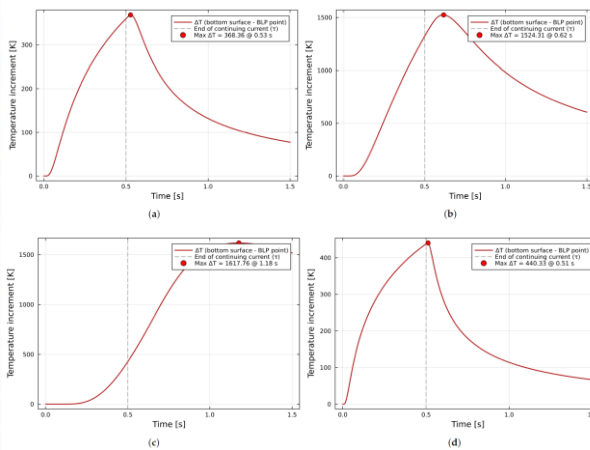 Temperature increment [K]
300
200
100
0
ΔT (bottom surface - BLP point)
End of continuing current (τ)
Max ΔT = 368.36 @ 0.53 s
0.0
0.5
1.0
1.5
Time [s]
(a)
Temperature increment [K]
1500
1000
500
0
ΔT (bottom surface - BLP point)
End of continuing current (τ)
Max ΔT = 1524.31 @ 0.62 s
0.0
0.5
1.0
1.5
Time [s]
(b)
Temperature increment [K]
1500
1000
500
0
ΔT (bottom surface - BLP point)
End of continuing current (τ)
Max ΔT = 1617.76 @ 1.18 s
0.0
0.5
1.0
1.5
Time [s]
(c)
Temperature increment [K]
400
300
200
100
0
ΔT (bottom surface - BLP point)
End of continuing current (τ)
Max ΔT = 440.33 @ 0.51 s
0.0
0.5
1.0
Time [s]
(d)